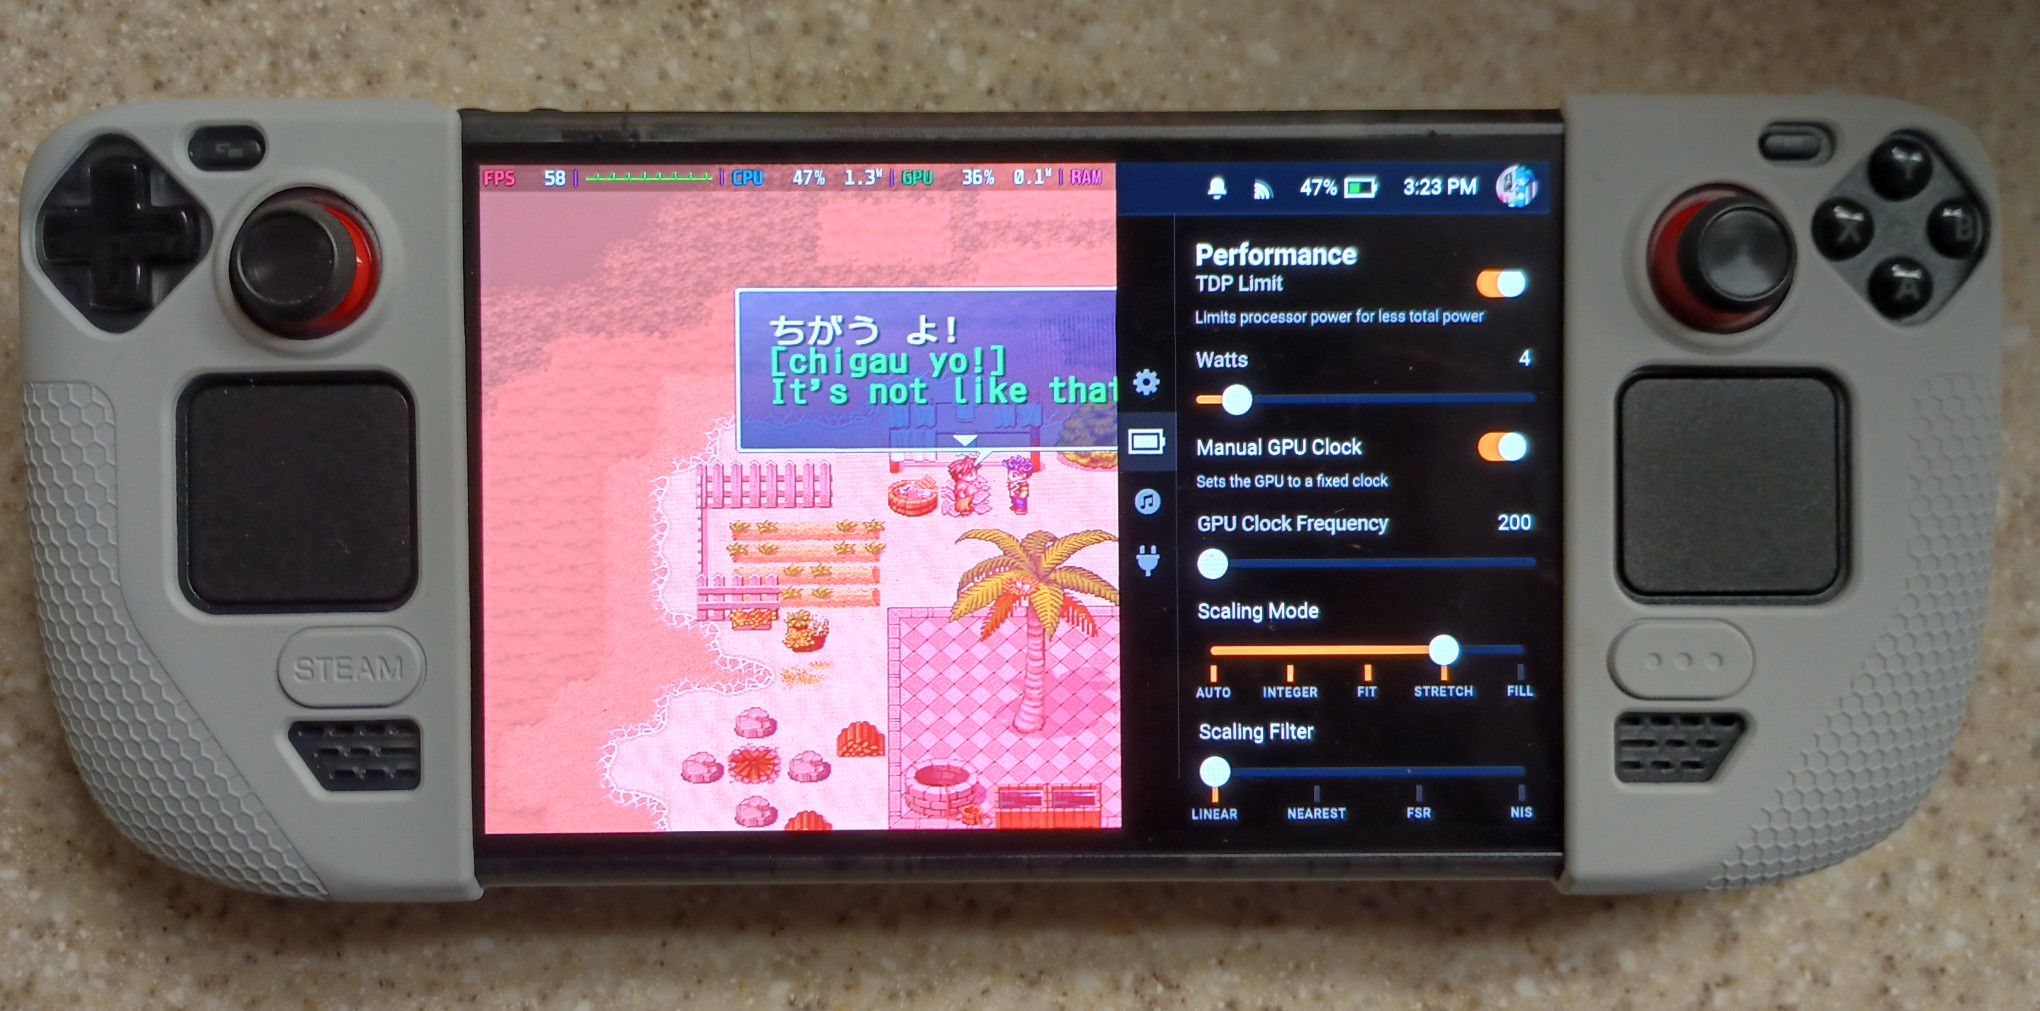 FPS 58 CPU 47% 1.3W GPU 36% 0.1W RAM
47% 3:23 PM
ちがう よ!
[chigau yo!]
It's not like that
Performance
TDP Limit
Limits processor power for less total power
Watts 4
Manual GPU Clock
Sets the GPU to a fixed clock
GPU Clock Frequency 200
Scaling Mode
AUTO INTEGER FIT STRETCH FILL
Scaling Filter
LINEAR NEAREST FSR NIS
STEAM
Y
X
B
A